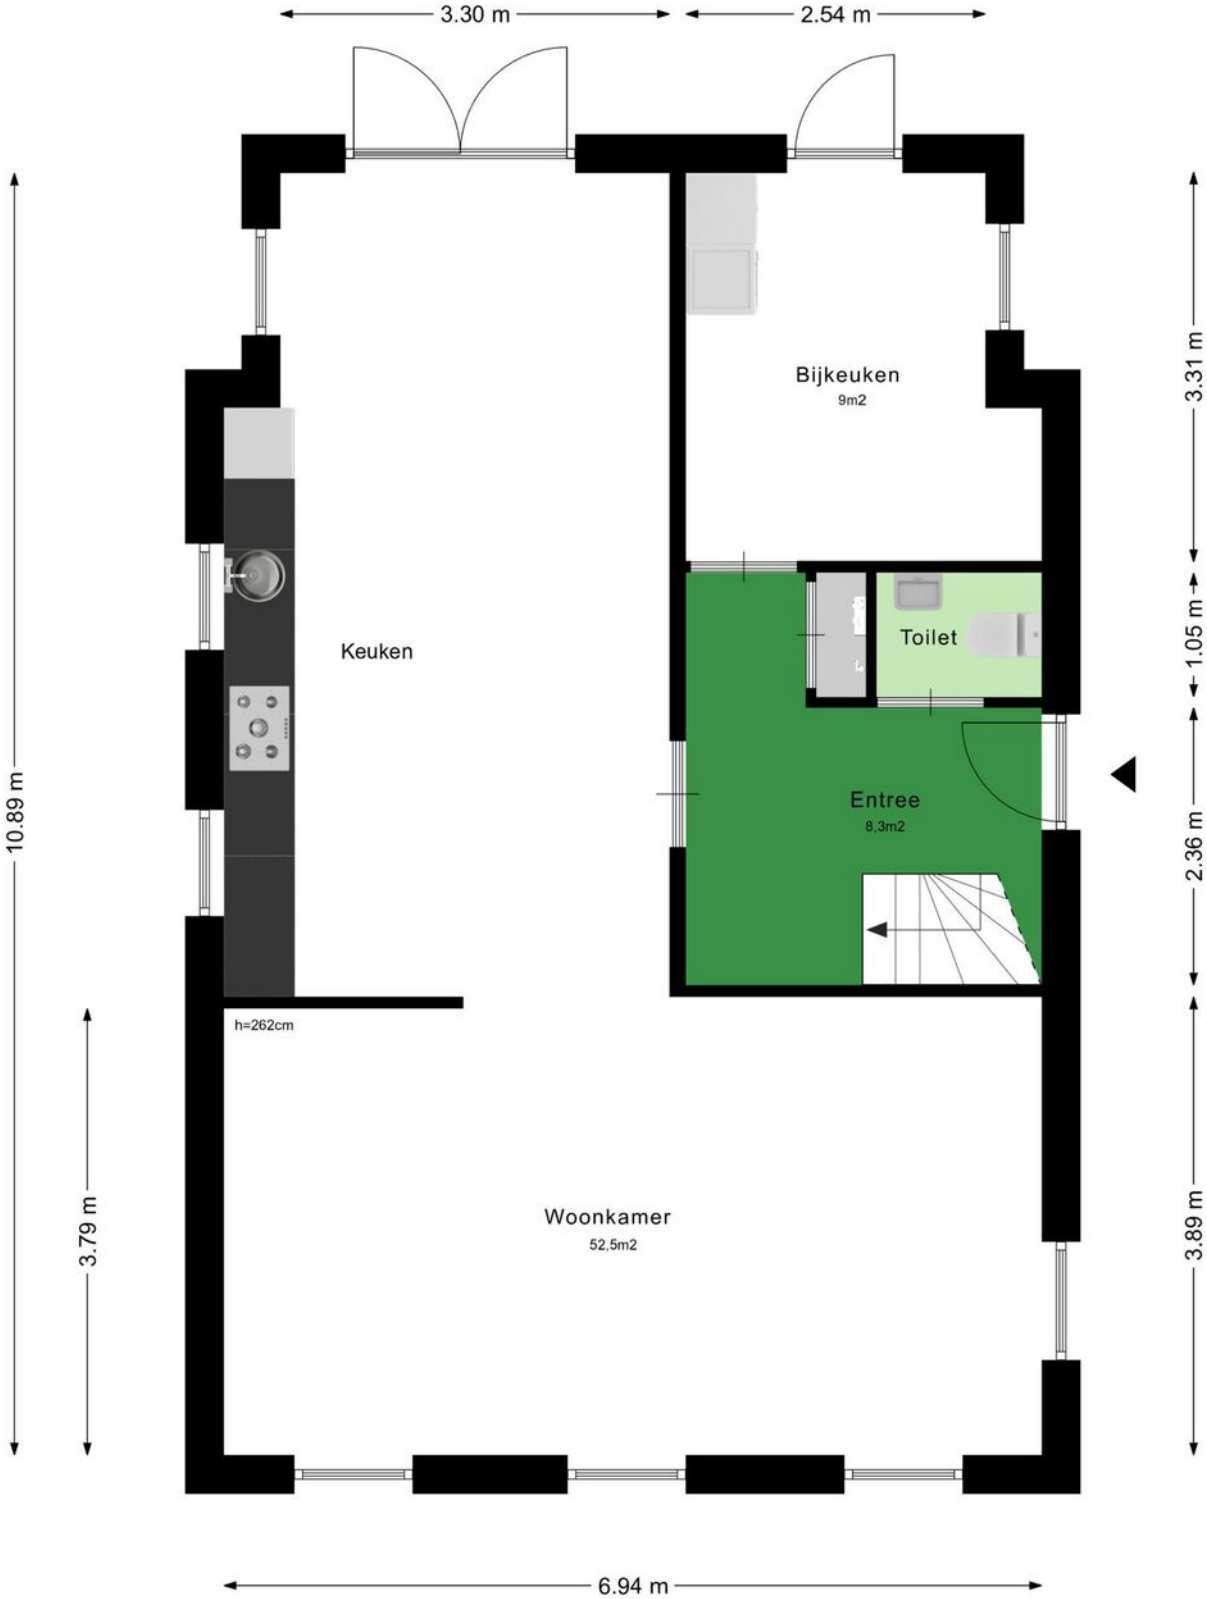 3.30 m
2.54 m
3.31 m
Bijkeuken
9m2
1.05 m
Toilet
Keuken
10.89 m
Entree
8,3m2
2.36 m
h=262cm
3.79 m
3.89 m
Woonkamer
52,5m2
6.94 m